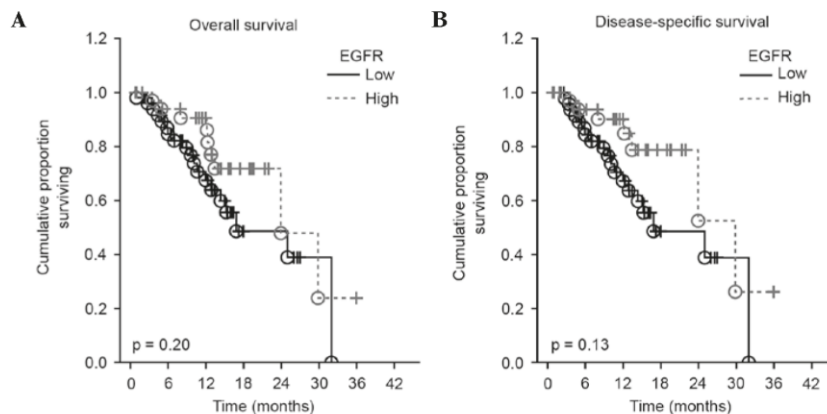 A
Overall survival
EGFR
Low
High
Cumulative proportion
surviving
1.2
1.0
0.8
0.6
0.4
0.2
0.0
p = 0.20
0 6 12 18 24 30 36 42
Time (months)
B
Disease-specific survival
EGFR
Low
High
Cumulative proportion
surviving
1.2
1.0
0.8
0.6
0.4
0.2
0.0
p = 0.13
0 6 12 18 24 30 36 42
Time (months)